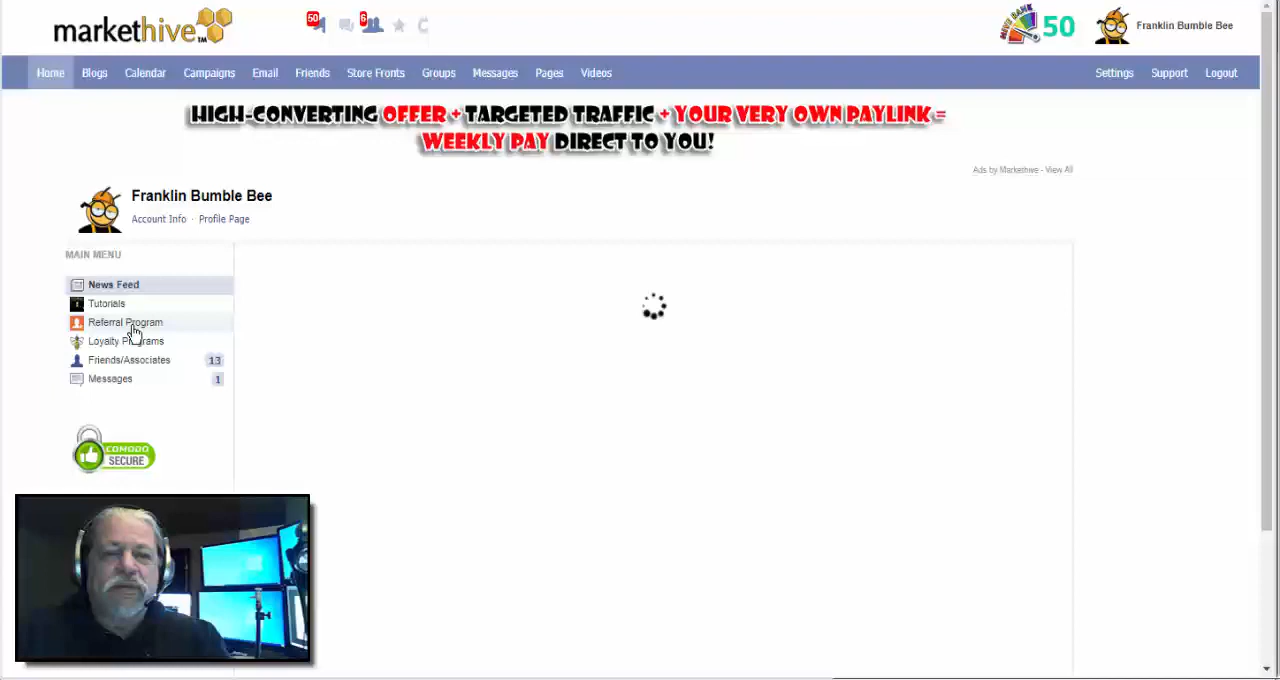 markethive TM
50
6
50
Franklin Bumble Bee
Home Blogs Calendar Campaigns Email Friends Store Fronts Groups Messages Pages Videos Settings Support Logout
HIGH-CONVERTING OFFER + TARGETED TRAFFIC + YOUR VERY OWN PAYLINK =
WEEKLY PAY DIRECT TO YOU!
Ads by Markethive - View All
Franklin Bumble Bee
Account Info · Profile Page
MAIN MENU
News Feed
Tutorials
Referral Program
Loyalty Programs
Friends/Associates 13
Messages 1
COMODO
SECURE